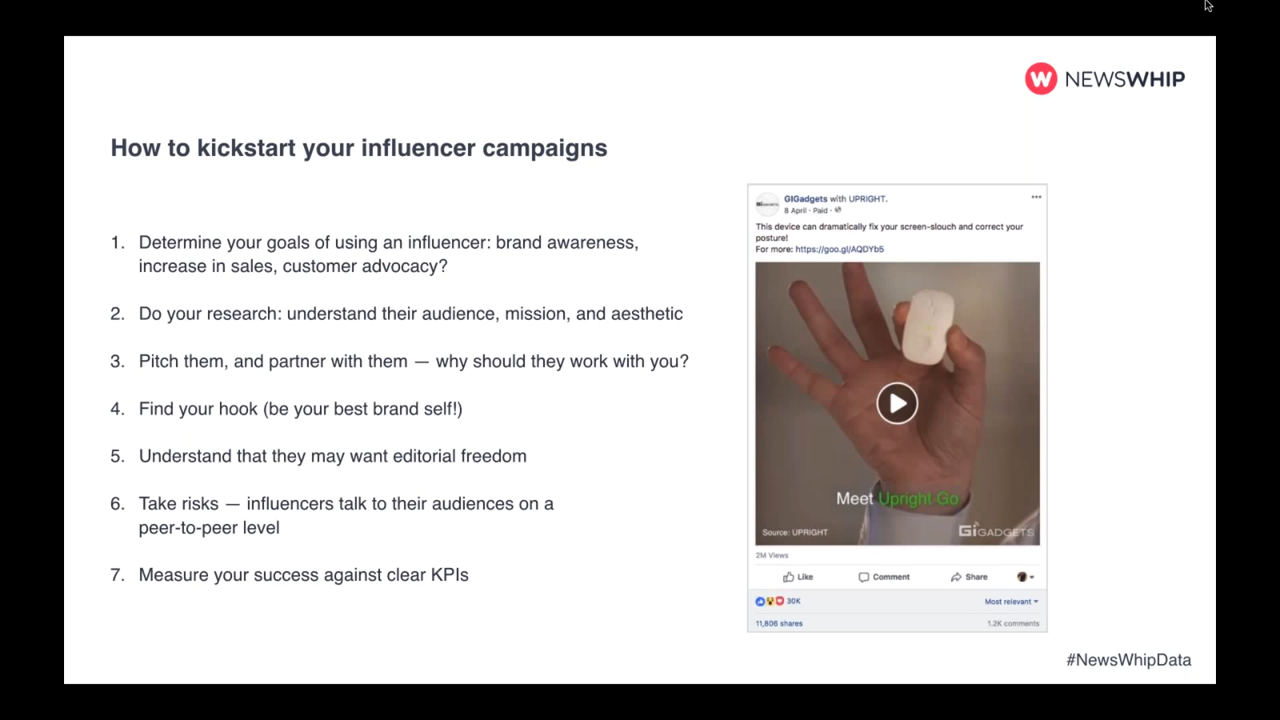 W NEWSWHIP
How to kickstart your influencer campaigns
1. Determine your goals of using an influencer: brand awareness,
increase in sales, customer advocacy?
2. Do your research: understand their audience, mission, and aesthetic
3. Pitch them, and partner with them — why should they work with you?
4. Find your hook (be your best brand self!)
5. Understand that they may want editorial freedom
6. Take risks — influencers talk to their audiences on a
peer-to-peer level
7. Measure your success against clear KPIs
GIGadgets with UPRIGHT.
8 April · Paid ·
This device can dramatically fix your screen-slouch and correct your
posture!
For more: https://goo.gl/AQDYb5
Meet Upright Go
Source: UPRIGHT
GiGADGETS
2M Views
Like Comment Share
30K Most relevant
11,806 shares 1.2K comments
#NewsWhipData